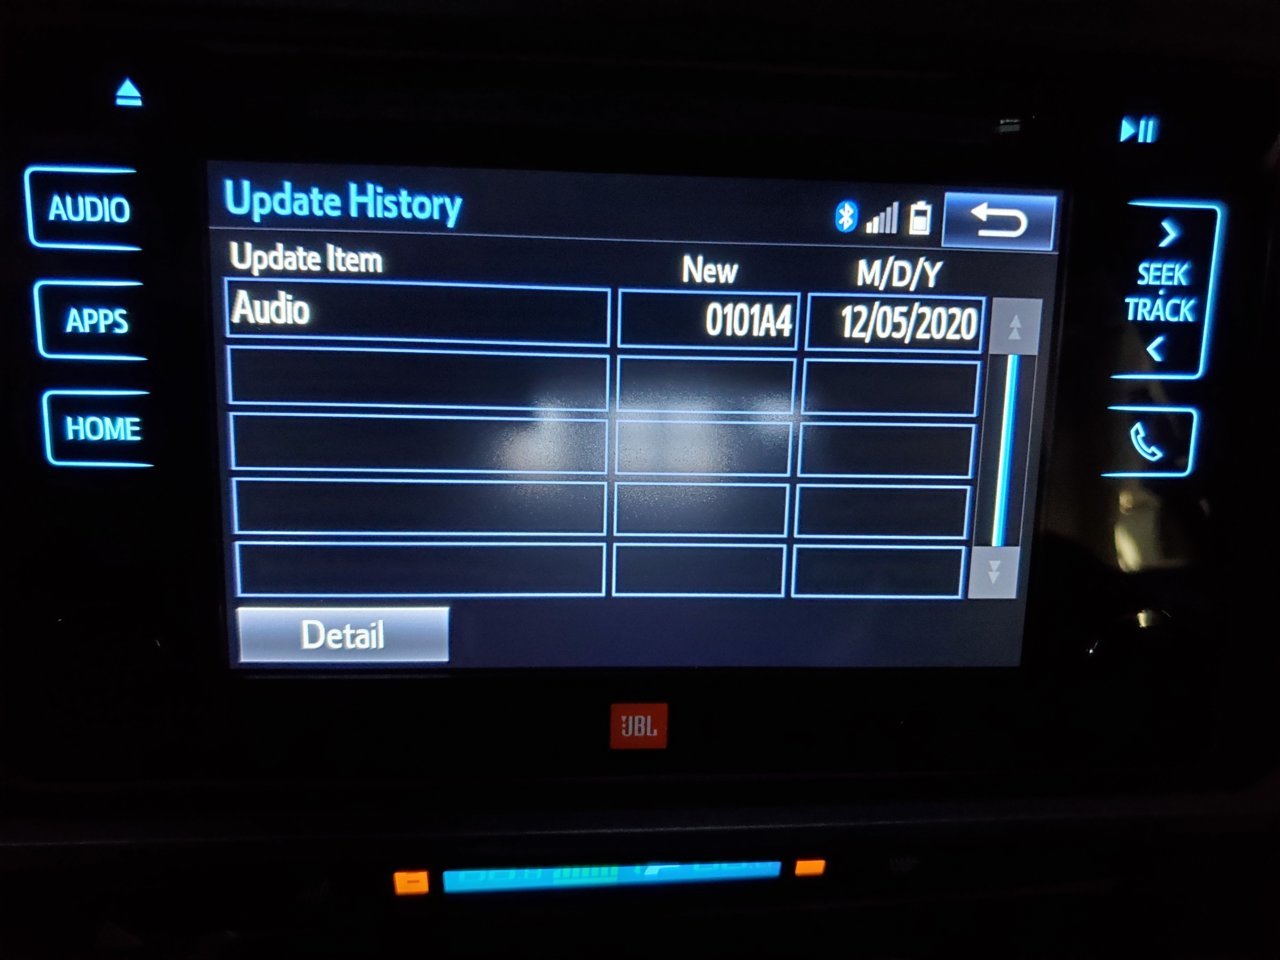 Update History
AUDIO
Update Item New M/D/Y
Audio 0101A4 12/05/2020
SEEK
TRACK
APPS
HOME
Detail
JBL